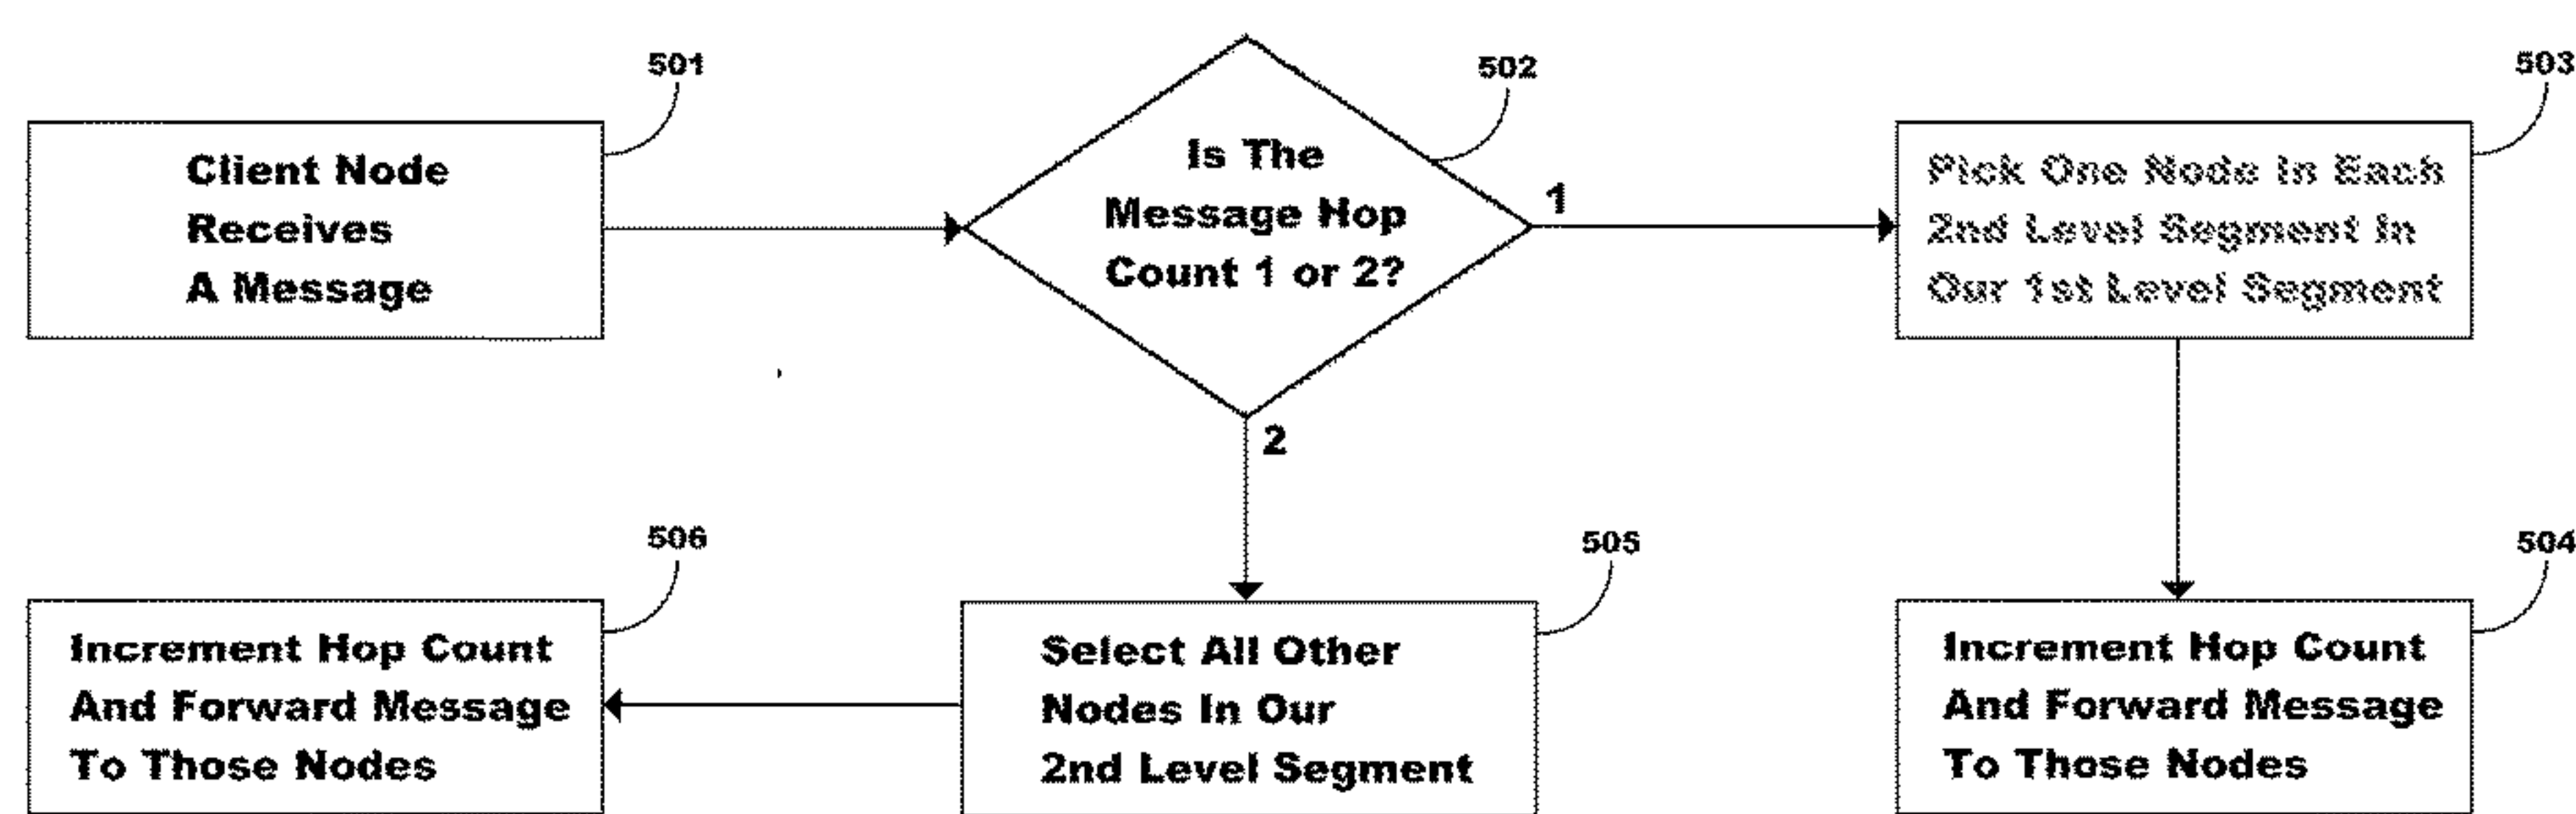 501
Client Node
Receives
A Message
502
Is The
Message Hop
Count 1 or 2?
1
2
503
Pick One Node In Each
2nd Level Segment In
Our 1st Level Segment
504
Increment Hop Count
And Forward Message
To Those Nodes
505
Select All Other
Nodes In Our
2nd Level Segment
506
Increment Hop Count
And Forward Message
To Those Nodes